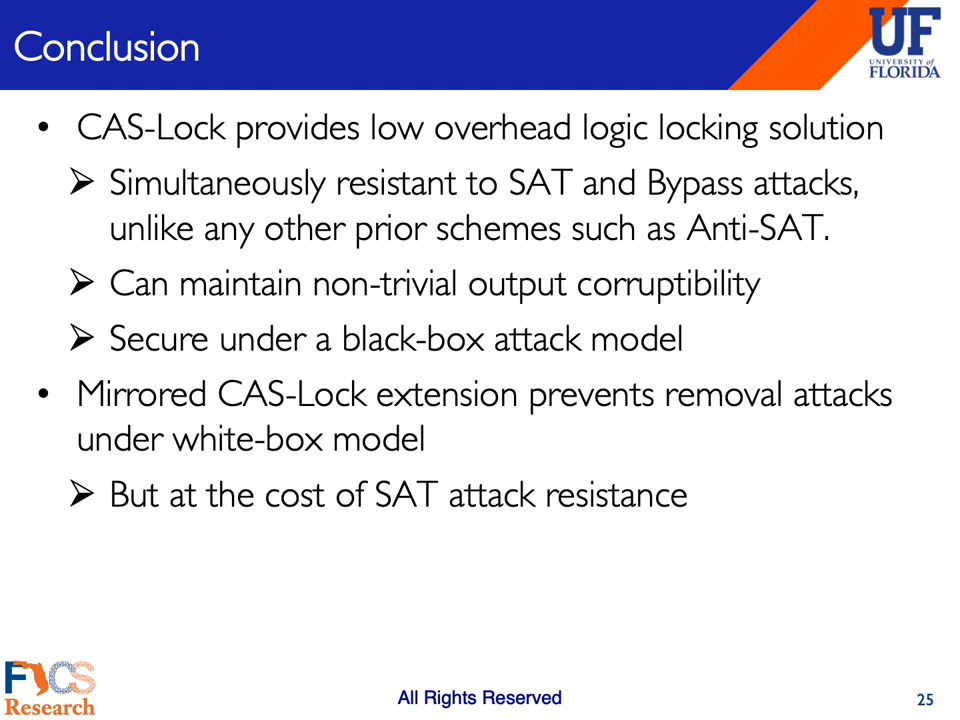 Conclusion
UF
UNIVERSITY of
FLORIDA
• CAS-Lock provides low overhead logic locking solution
➢ Simultaneously resistant to SAT and Bypass attacks,
unlike any other prior schemes such as Anti-SAT.
➢ Can maintain non-trivial output corruptibility
➢ Secure under a black-box attack model
• Mirrored CAS-Lock extension prevents removal attacks
under white-box model
➢ But at the cost of SAT attack resistance
FICS
Research
All Rights Reserved
25